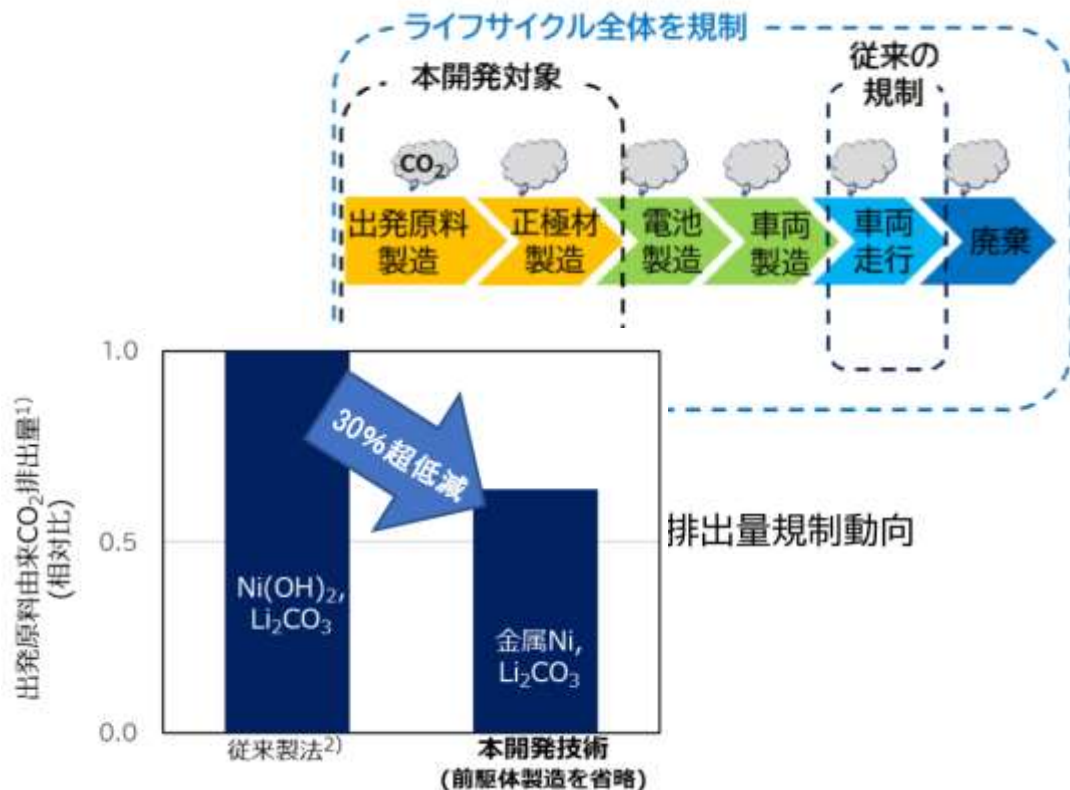 ライフサイクル全体を規制
本開発対象
従来の
規制
CO₂
出発原料
製造
正極材
製造
電池
製造
車両
製造
車両
走行
廃棄
排出量規制動向
出発原料由来CO₂排出量¹⁾
(相対比)
1.0
0.5
0.0
30%超低減
Ni(OH)₂,
Li₂CO₃
金属Ni,
Li₂CO₃
従来製法²⁾
本開発技術
(前駆体製造を省略)